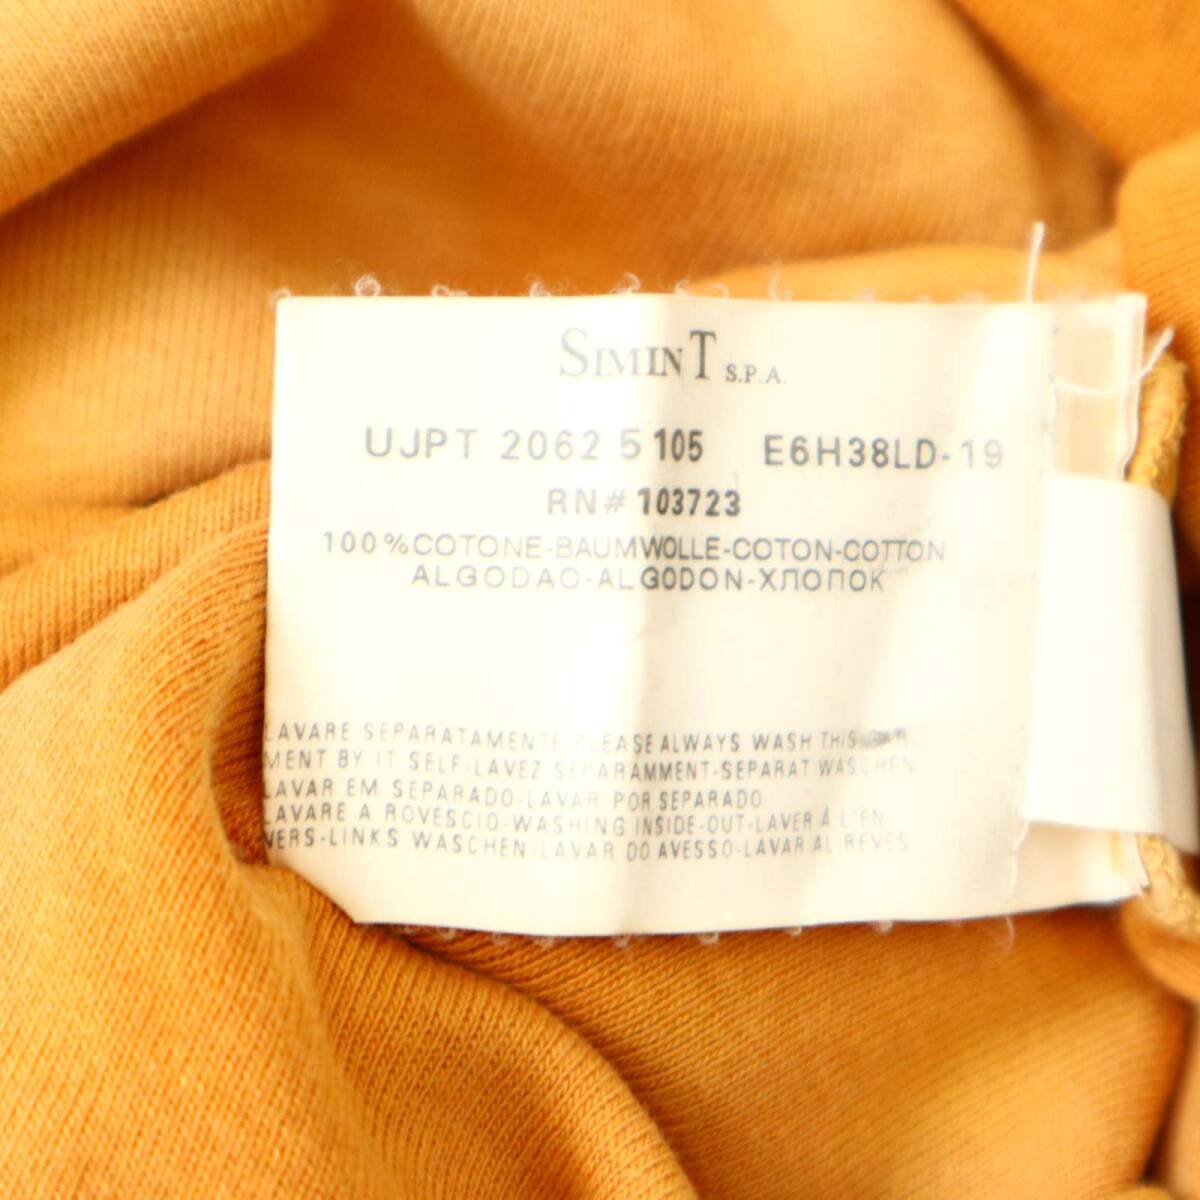 SIMINT S.P.A.
UJPT 2062 5 105 E6H38LD-19
RN# 103723
100%COTONE-BAUMWOLLE-COTON-COTTON
ALGODAO-ALGODON-ХЛОПОК
LAVARE SEPARATAMENTE-PLEASE ALWAYS WASH THIS GAR-
MENT BY IT SELF-LAVEZ SEPARAMMENT-SEPARAT WASCHEN-
LAVAR EM SEPARADO-LAVAR POR SEPARADO
LAVARE A ROVESCIO-WASHING INSIDE-OUT-LAVER Á L'EN-
VERS-LINKS WASCHEN-LAVAR DO AVESSO-LAVAR AL REVES